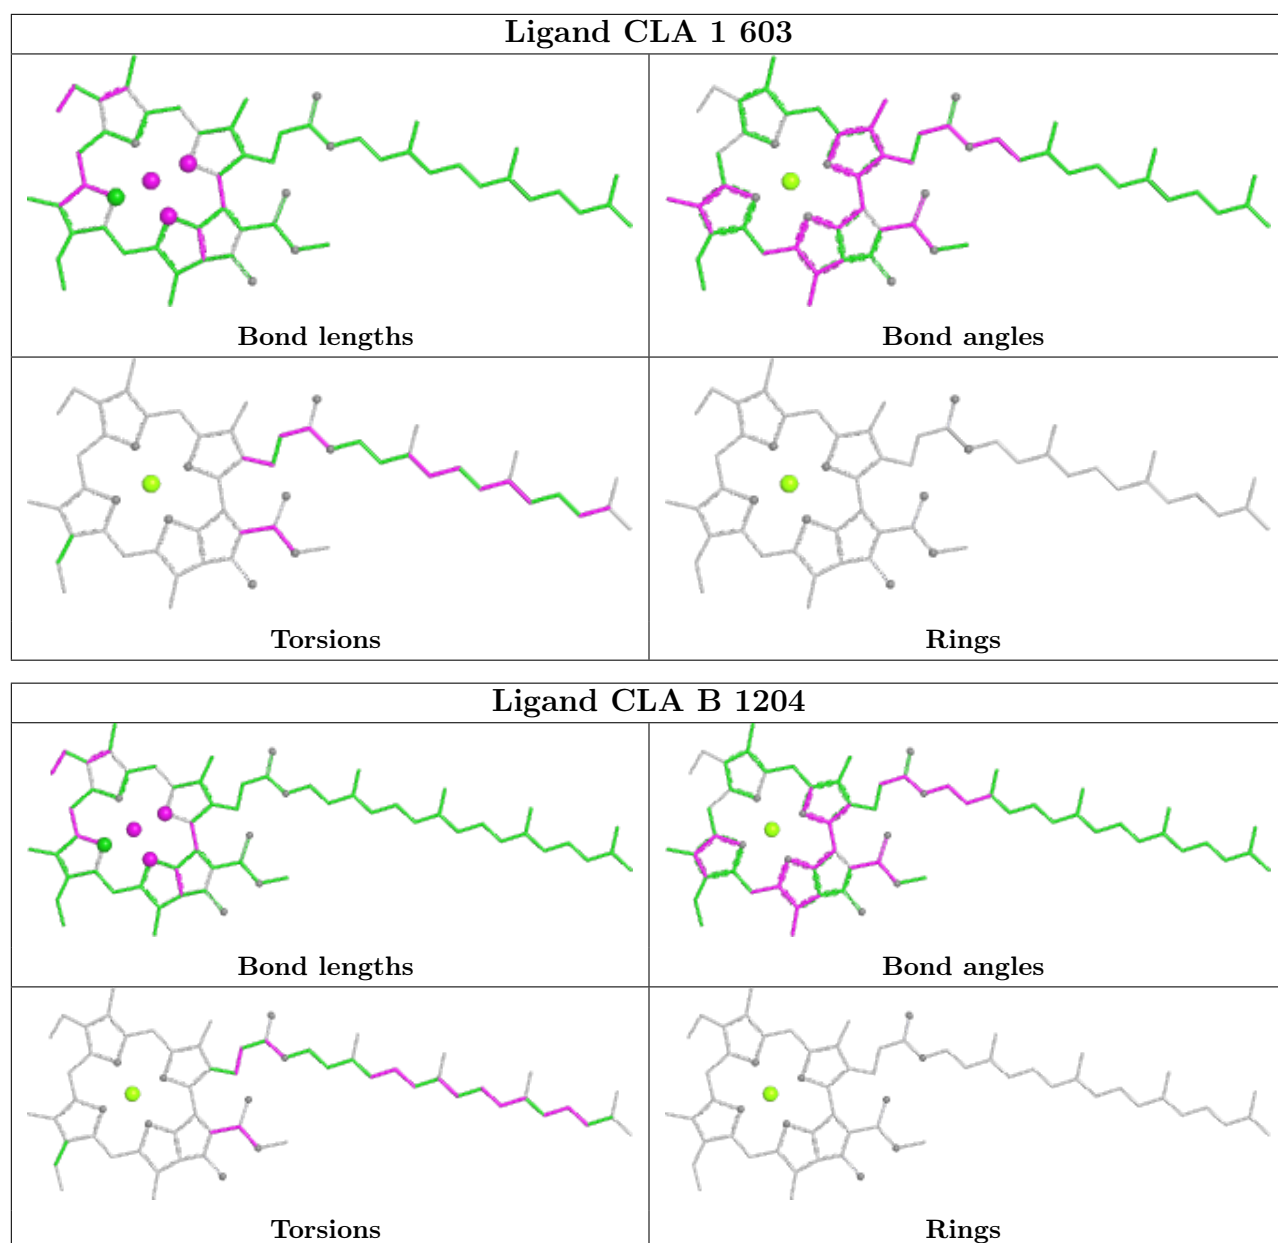 Ligand CLA 1 603
Bond lengths
Bond angles
Torsions
Rings
Ligand CLA B 1204
Bond lengths
Bond angles
Torsions
Rings